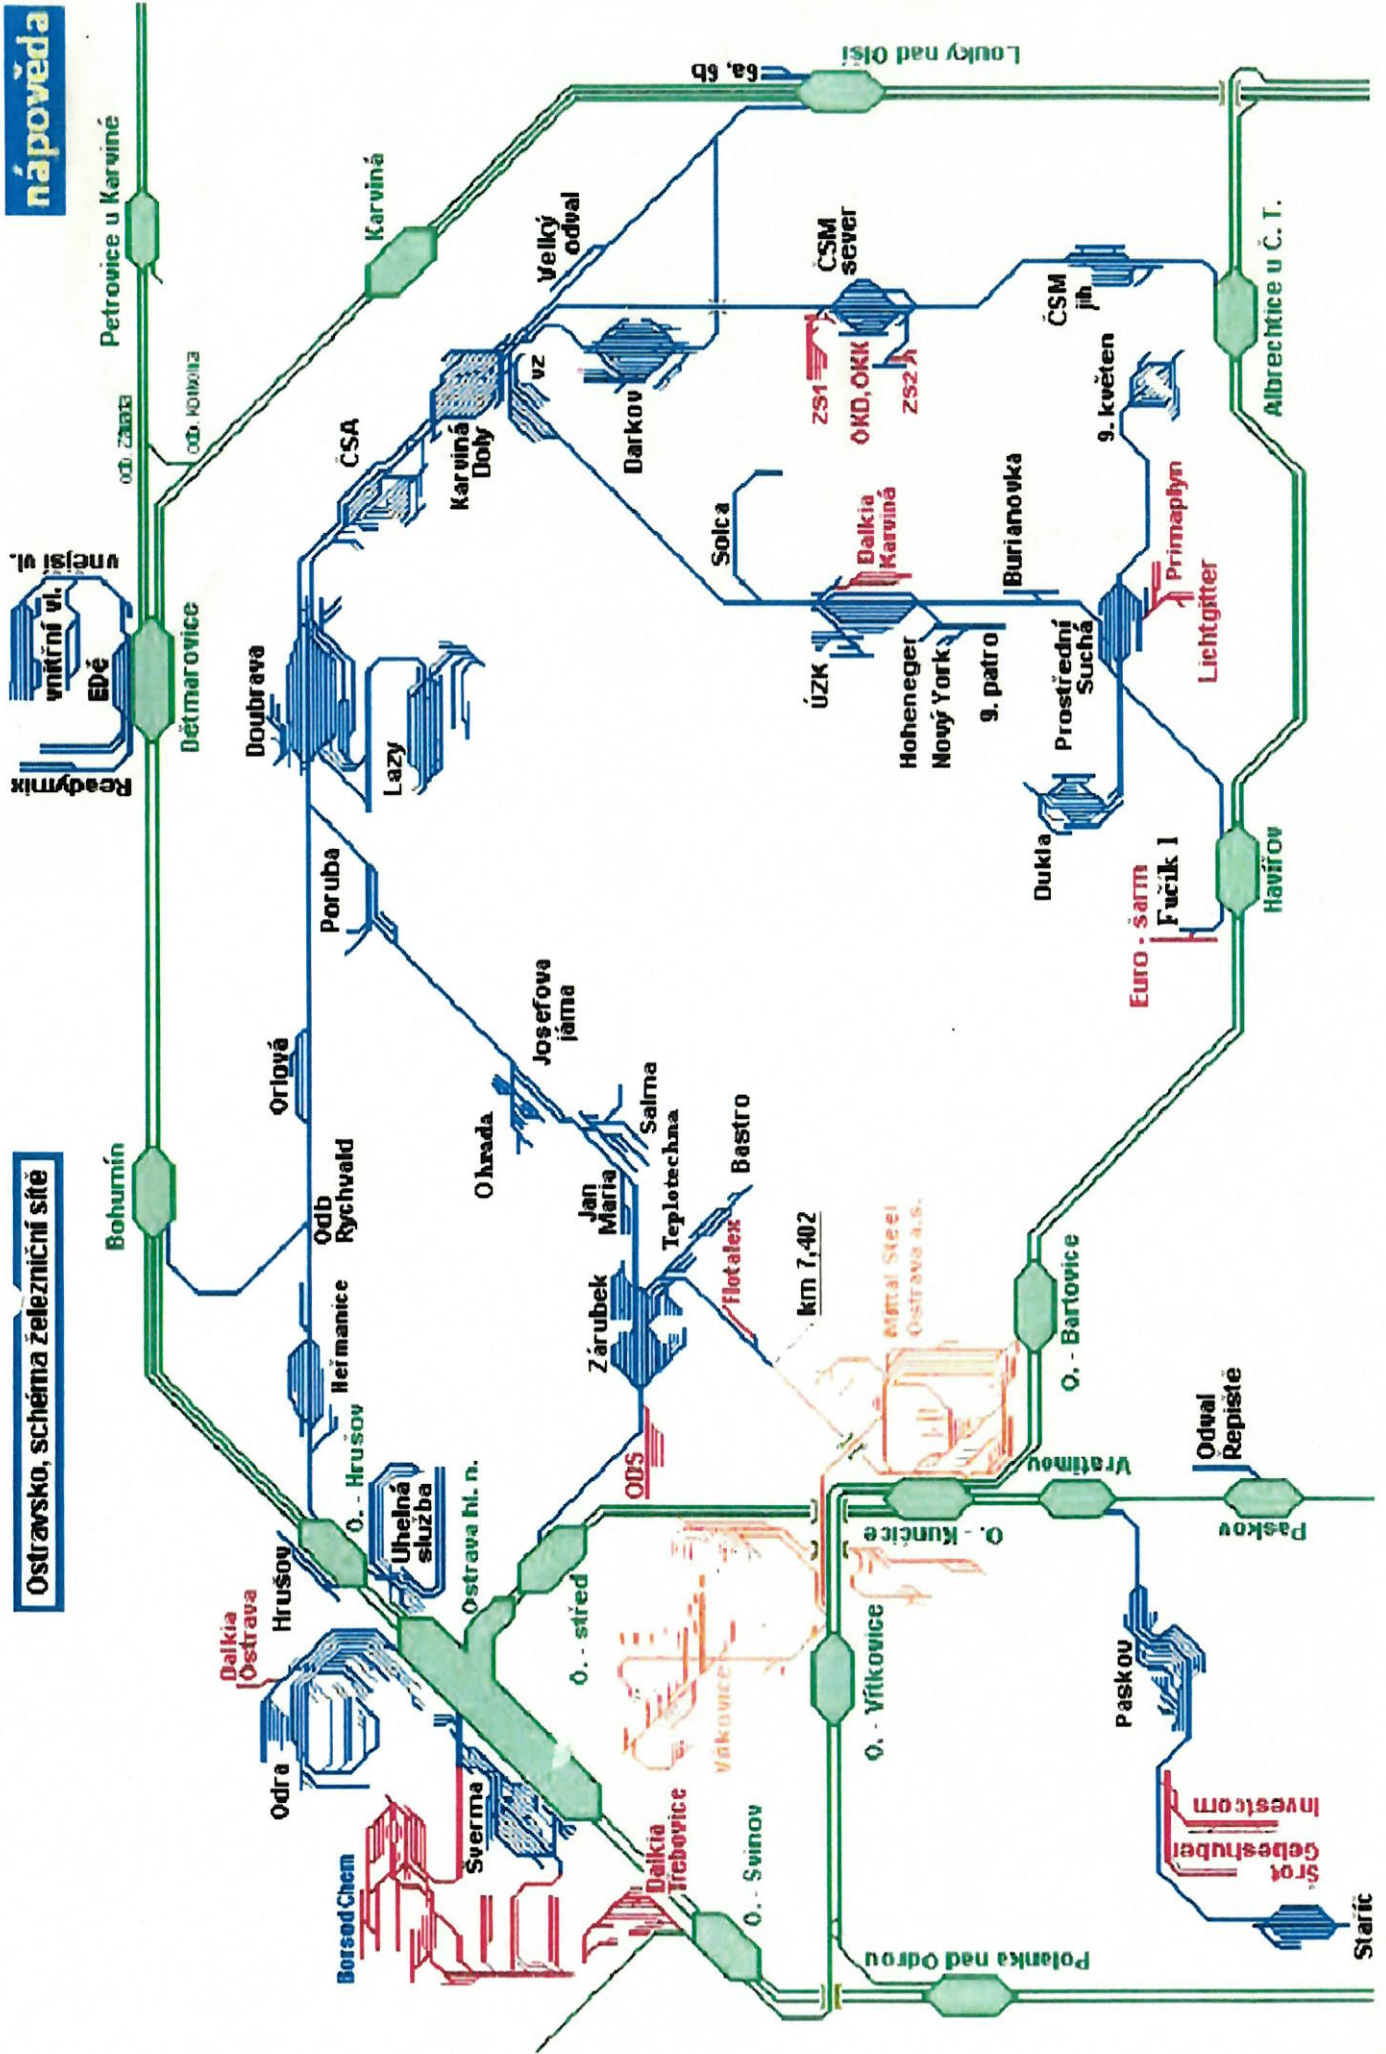 Ostravsko, schéma železniční sítě
nápověda
Dalkia
Ostrava
Hrušov
Odra
Borsod Chem
Šverma
Dalkia
Třebovice
O. - Svinov
Polanka nad Odrou
Ostrava hl. n.
Uhelná
služba
O. - Hrušov
Heřmanice
Bohumín
Odb
Rychvald
Orlová
Poruba
Doubrava
Lazy
Dětmarovice
Readymix
EDĚ
vnitřní vl.
vnejsí vl.
odb. Závada
odb. Koukolná
Petrovice u Karviné
Karviná
ČSA
Karviná
Doly
vz
Velký
odval
Darkov
6a, 6b
Louky nad Olší
O. - střed
ODS
Zárubek
Jan
Maria
Teplotechna
Bastro
Flotalex
km 7,402
Salma
Ohrada
Josefova
jáma
Vítkovice
Mittal Steel
Ostrava a.s.
O. - Vítkovice
O. - Kunčice
O. - Bartovice
Vratimov
Odval
Řepiště
Paskov
Paskov
Investcom
Gebeshuber
Šrot
Staříč
Solca
Dalkia
Karviná
ÚZK
Hoheneger
Nový York
9. patro
Burianovka
Prostřední
Suchá
Dukla
Primaplyn
Lichtgitter
9. květen
ČSM
sever
ZS1
OKD, OKK
ZS2
ČSM
jih
Albrechtice u Č. T.
Havířov
Euro - šarm
Fučík 1